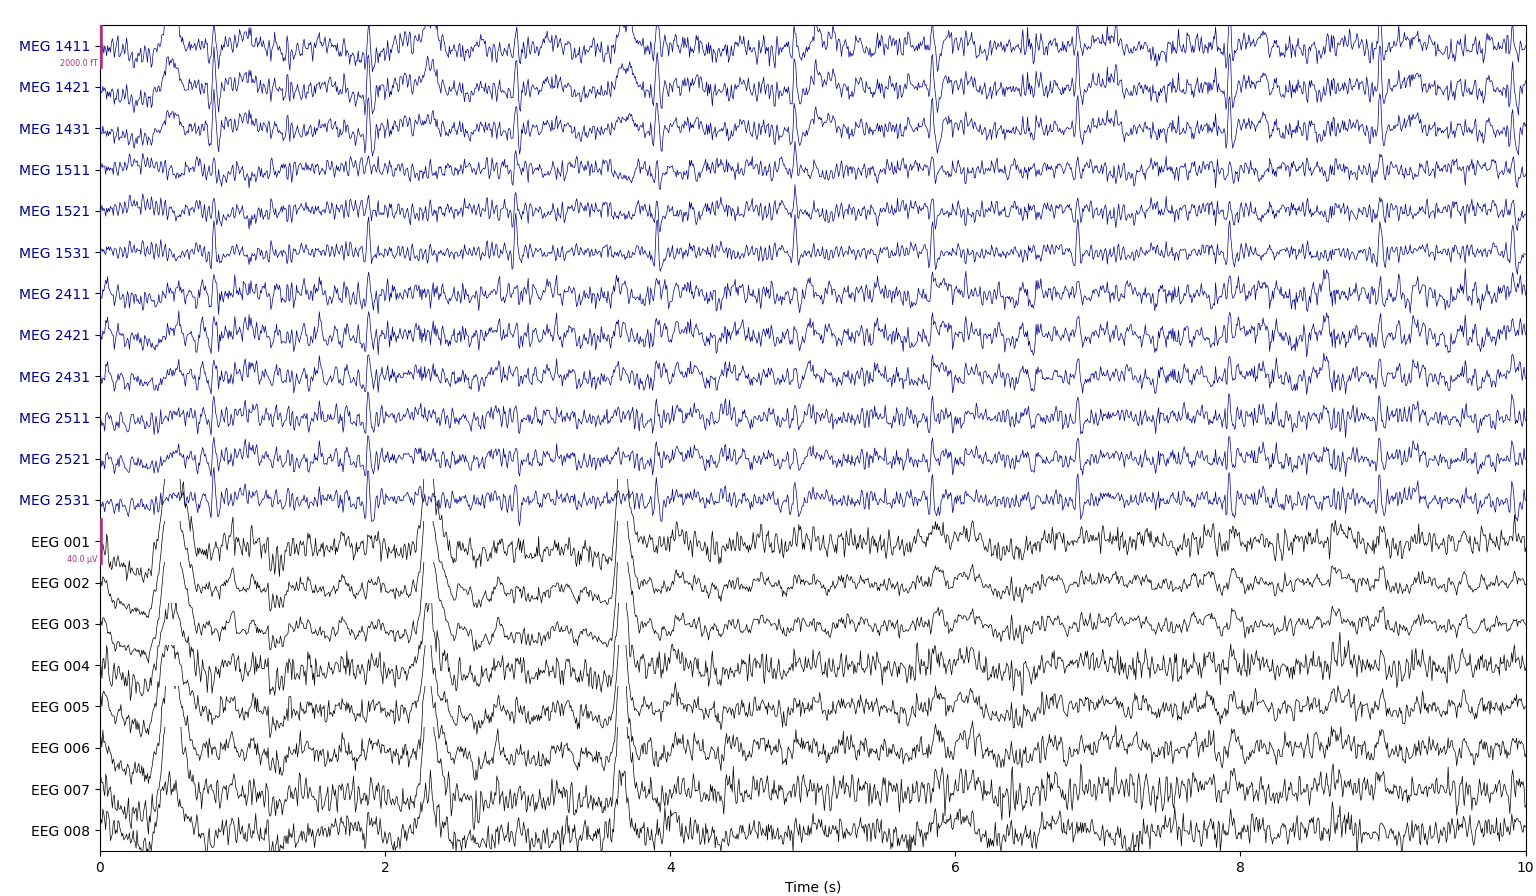 MEG 1411
2000.0 fT
MEG 1421
MEG 1431
MEG 1511
MEG 1521
MEG 1531
MEG 2411
MEG 2421
MEG 2431
MEG 2511
MEG 2521
MEG 2531
EEG 001
40.0 µV
EEG 002
EEG 003
EEG 004
EEG 005
EEG 006
EEG 007
EEG 008
0 2 4 6 8 10
Time (s)